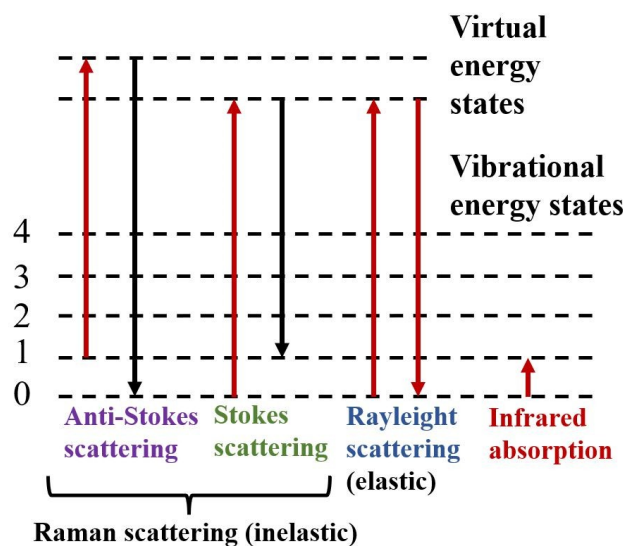 Virtual
energy
states
Vibrational
energy states
4
3
2
1
0
Anti-Stokes
scattering
Stokes
scattering
Rayleight
scattering
(elastic)
Infrared
absorption
Raman scattering (inelastic)